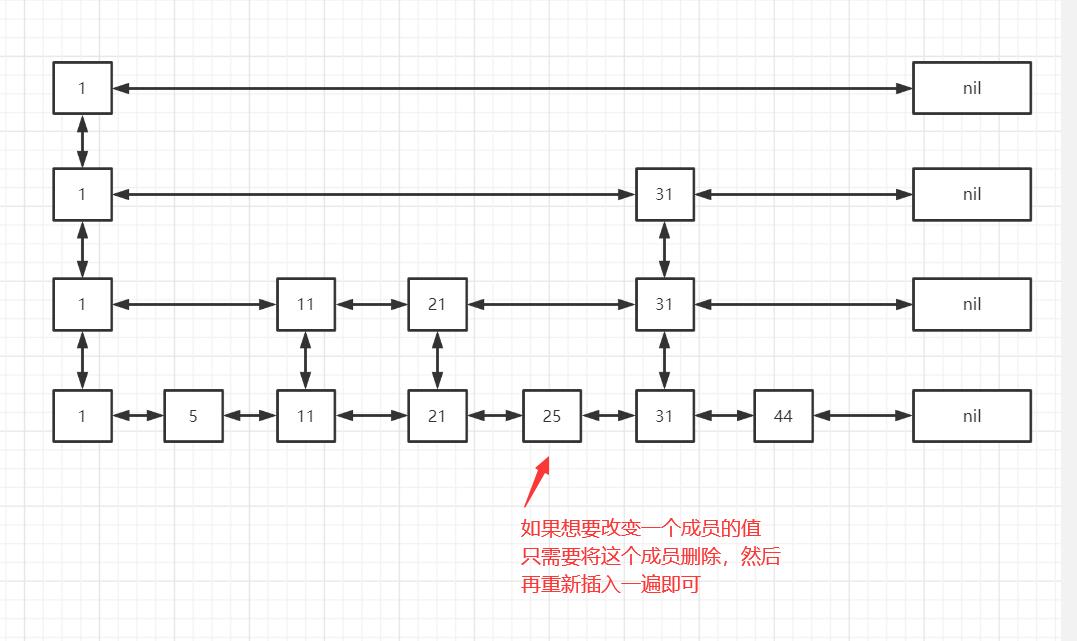 1 nil
1 31 nil
1 11 21 31 nil
1 5 11 21 25 31 44 nil
如果想要改变一个成员的值
只需要将这个成员删除，然后
再重新插入一遍即可